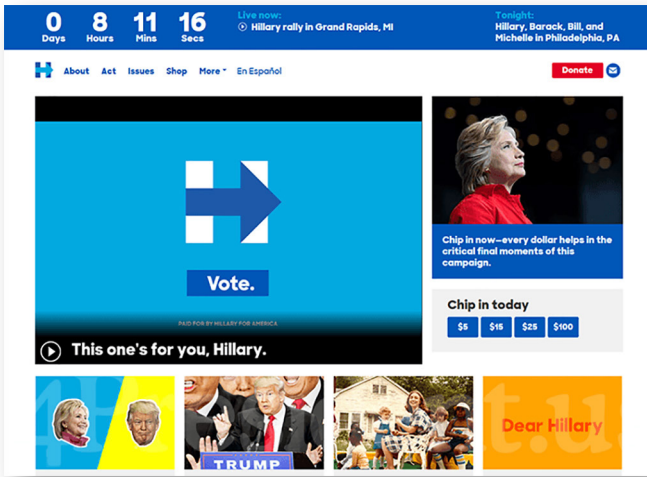 0 8 11 16
Days Hours Mins Secs
Live now:
Hillary rally in Grand Rapids, MI
Tonight:
Hillary, Barack, Bill, and
Michelle in Philadelphia, PA
H About Act Issues Shop More En Español
Donate
H
Vote.
PAID FOR BY HILLARY FOR AMERICA
This one's for you, Hillary.
Chip in now—every dollar helps in the
critical final moments of this
campaign.
Chip in today
$5 $15 $25 $100
TRUMP
Dear Hillary
4President.us